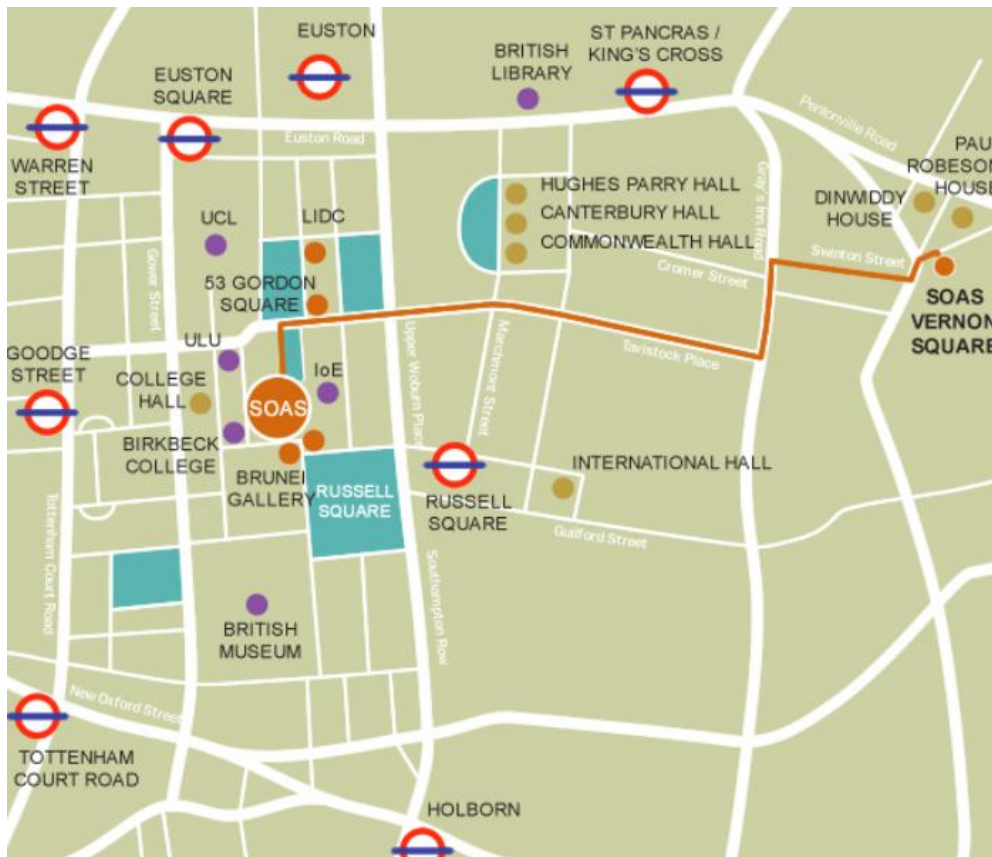 EUSTON
EUSTON
SQUARE
BRITISH
LIBRARY
ST PANCRAS /
KING'S CROSS
WARREN
STREET
Euston Road
Pentonville Road
PAUL
ROBESON
HOUSE
DINWIDDY
HOUSE
HUGHES PARRY HALL
CANTERBURY HALL
COMMONWEALTH HALL
UCL
LIDC
Gower Street
53 GORDON
SQUARE
Gray's Inn Road
Cromer Street
Swinton Street
SOAS
VERNON
SQUARE
GOODGE
STREET
ULU
COLLEGE
HALL
IoE
SOAS
Upper Woburn Place
Marchmont Street
Tavistock Place
BIRKBECK
COLLEGE
BRUNEI
GALLERY
RUSSELL
SQUARE
RUSSELL
SQUARE
INTERNATIONAL HALL
Guilford Street
Tottenham Court Road
Southampton Row
BRITISH
MUSEUM
New Oxford Street
TOTTENHAM
COURT ROAD
HOLBORN